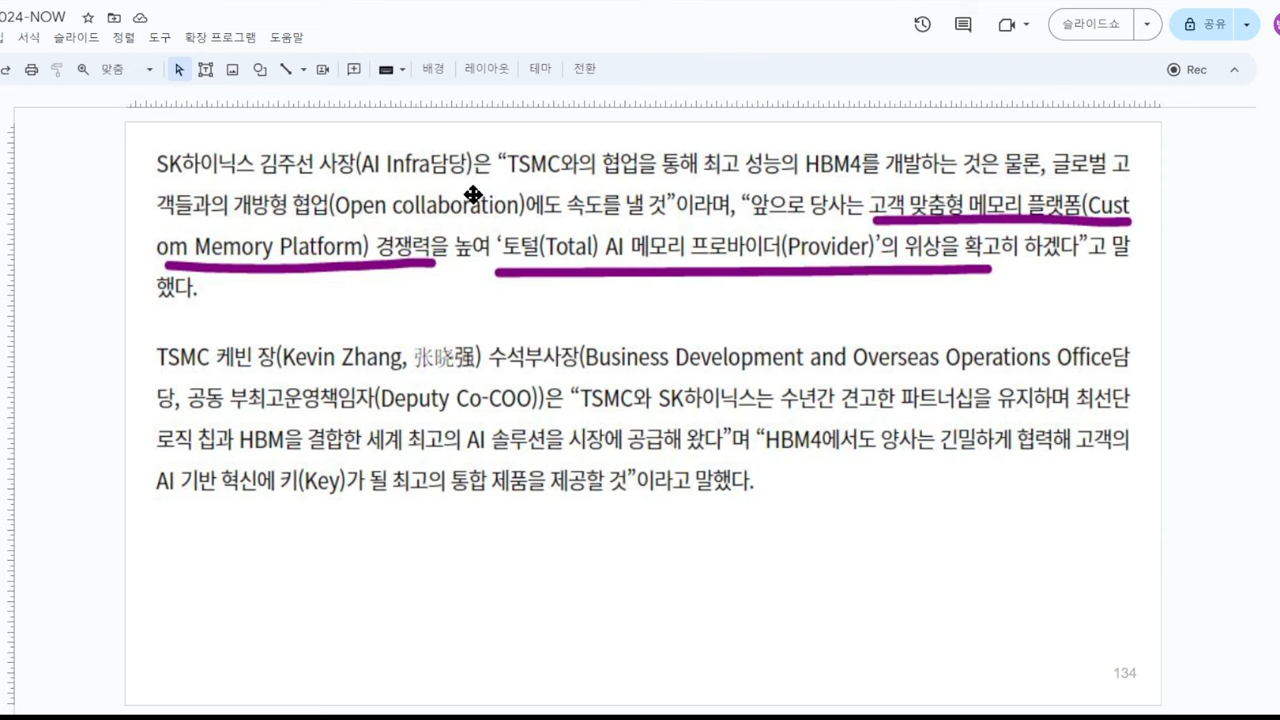 024-NOW
서식 슬라이드 정렬 도구 확장 프로그램 도움말
슬라이드쇼
공유
맞춤
배경 레이아웃 테마 전환
Rec
SK하이닉스 김주선 사장(AI Infra담당)은 “TSMC와의 협업을 통해 최고 성능의 HBM4를 개발하는 것은 물론, 글로벌 고
객들과의 개방형 협업(Open collaboration)에도 속도를 낼 것”이라며, “앞으로 당사는 고객 맞춤형 메모리 플랫폼(Cust
om Memory Platform) 경쟁력을 높여 ‘토털(Total) AI 메모리 프로바이더(Provider)’의 위상을 확고히 하겠다”고 말
했다.
TSMC 케빈 장(Kevin Zhang, 张晓强) 수석부사장(Business Development and Overseas Operations Office담
당, 공동 부최고운영책임자(Deputy Co-COO))은 “TSMC와 SK하이닉스는 수년간 견고한 파트너십을 유지하며 최선단
로직 칩과 HBM을 결합한 세계 최고의 AI 솔루션을 시장에 공급해 왔다”며 “HBM4에서도 양사는 긴밀하게 협력해 고객의
AI 기반 혁신에 키(Key)가 될 최고의 통합 제품을 제공할 것”이라고 말했다.
134